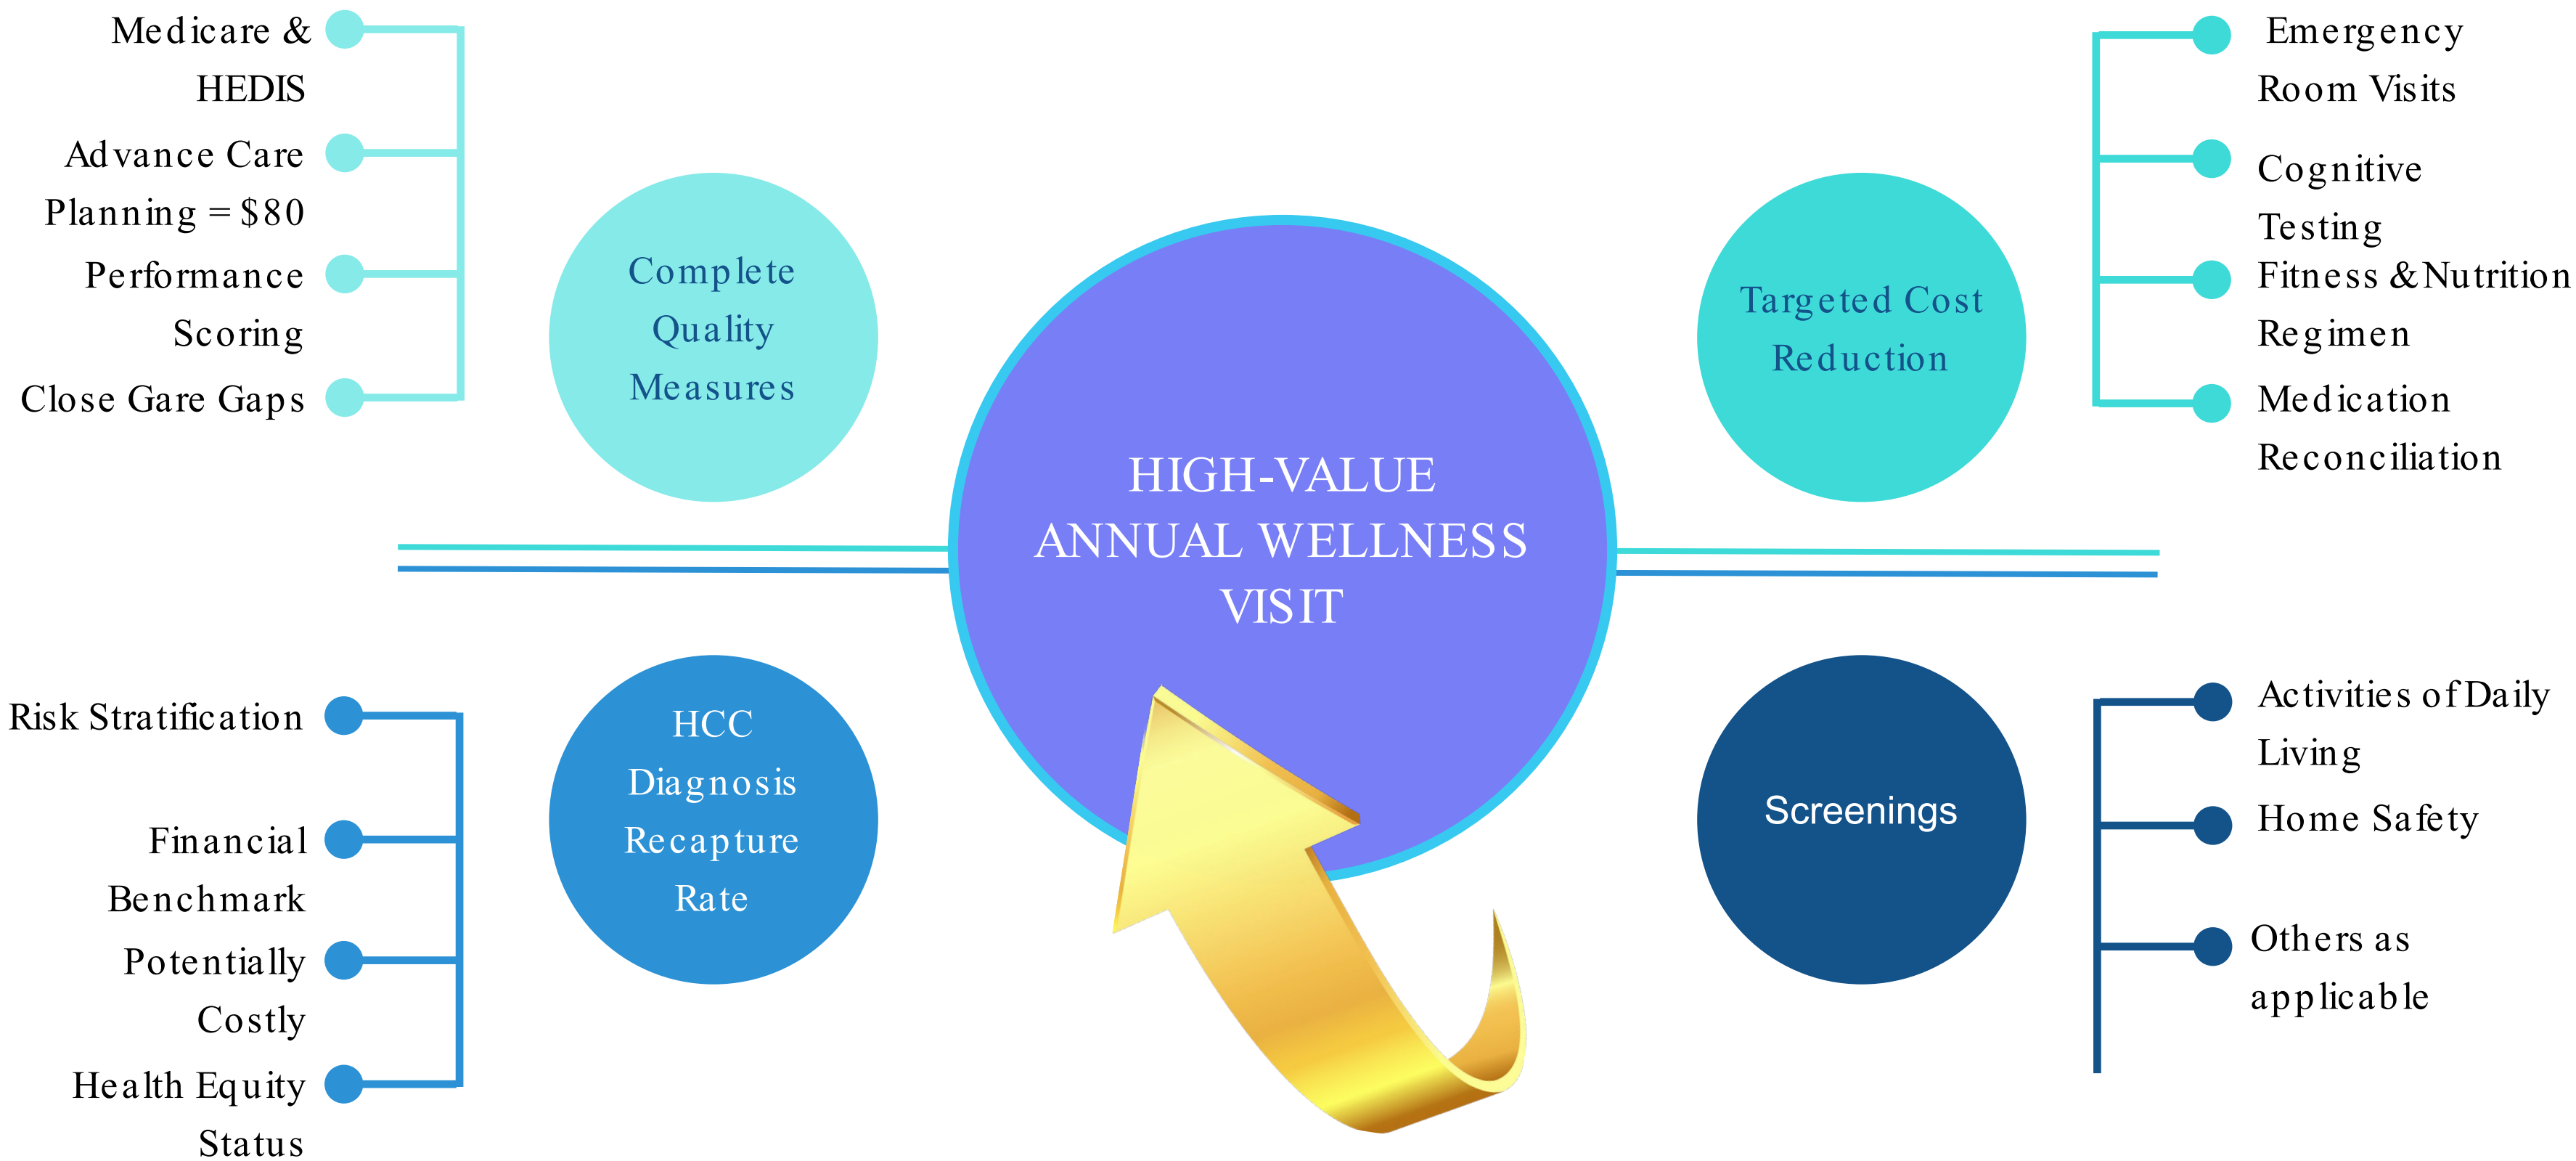 Medicare &
HEDIS
Advance Care
Planning = $80
Performance
Scoring
Close Gare Gaps
Complete
Quality
Measures
HIGH-VALUE
ANNUAL WELLNESS
VISIT
Targeted Cost
Reduction
Emergency
Room Visits
Cognitive
Testing
Fitness & Nutrition
Regimen
Medication
Reconciliation
Risk Stratification
Financial
Benchmark
Potentially
Costly
Health Equity
Status
HCC
Diagnosis
Recapture
Rate
Screenings
Activities of Daily
Living
Home Safety
Others as
applicable